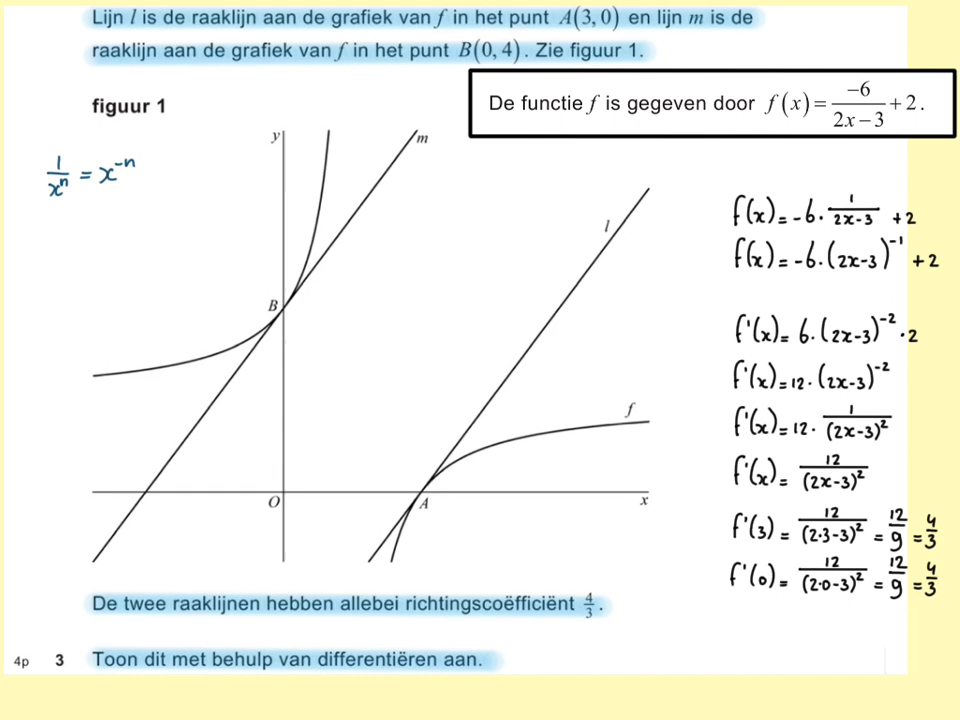 Lijn l is de raaklijn aan de grafiek van f in het punt A(3, 0) en lijn m is de
raaklijn aan de grafiek van f in het punt B(0, 4). Zie figuur 1.
figuur 1
De functie f is gegeven door f(x) = -6/(2x-3) + 2.
1/xⁿ = x⁻ⁿ
y
m
l
B
f
O
A
x
f(x) = -6 · 1/(2x-3) + 2
f(x) = -6 · (2x-3)⁻¹ + 2
f'(x) = 6 · (2x-3)⁻² · 2
f'(x) = 12 · (2x-3)⁻²
f'(x) = 12 · 1/(2x-3)²
f'(x) = 12/(2x-3)²
f'(3) = 12/(2·3-3)² = 12/9 = 4/3
f'(0) = 12/(2·0-3)² = 12/9 = 4/3
De twee raaklijnen hebben allebei richtingscoëfficiënt 4/3.
4p 3 Toon dit met behulp van differentiëren aan.